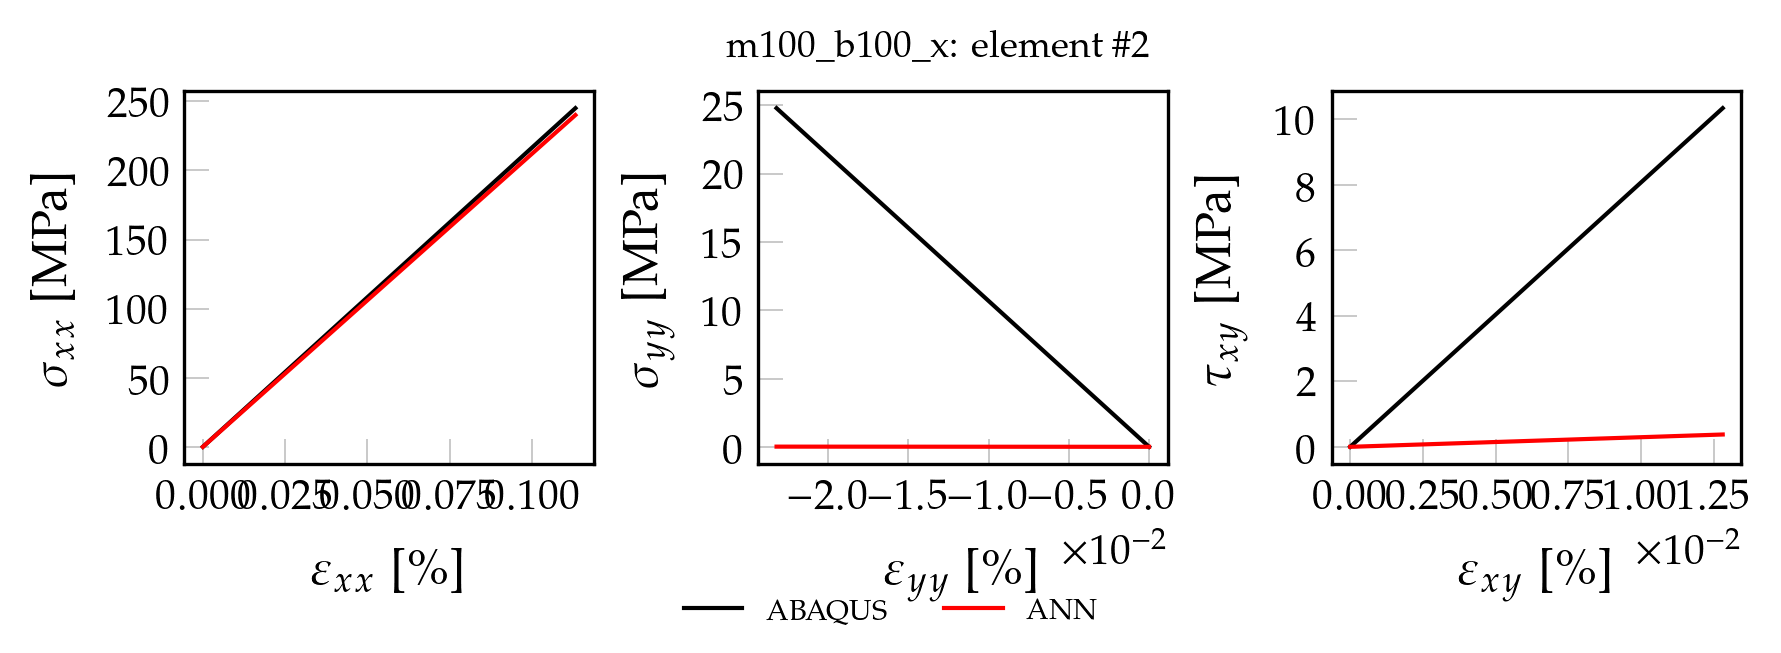 m100_b100_x: element #2
σxx [MPa]
250
200
150
100
50
0
0.000 0.025 0.050 0.075 0.100
εxx [%]
σyy [MPa]
25
20
15
10
5
0
−2.0 −1.5 −1.0 −0.5 0.0
×10−2
εyy [%]
τxy [MPa]
10
8
6
4
2
0
0.00 0.25 0.50 0.75 1.00 1.25
×10−2
εxy [%]
ABAQUS ANN